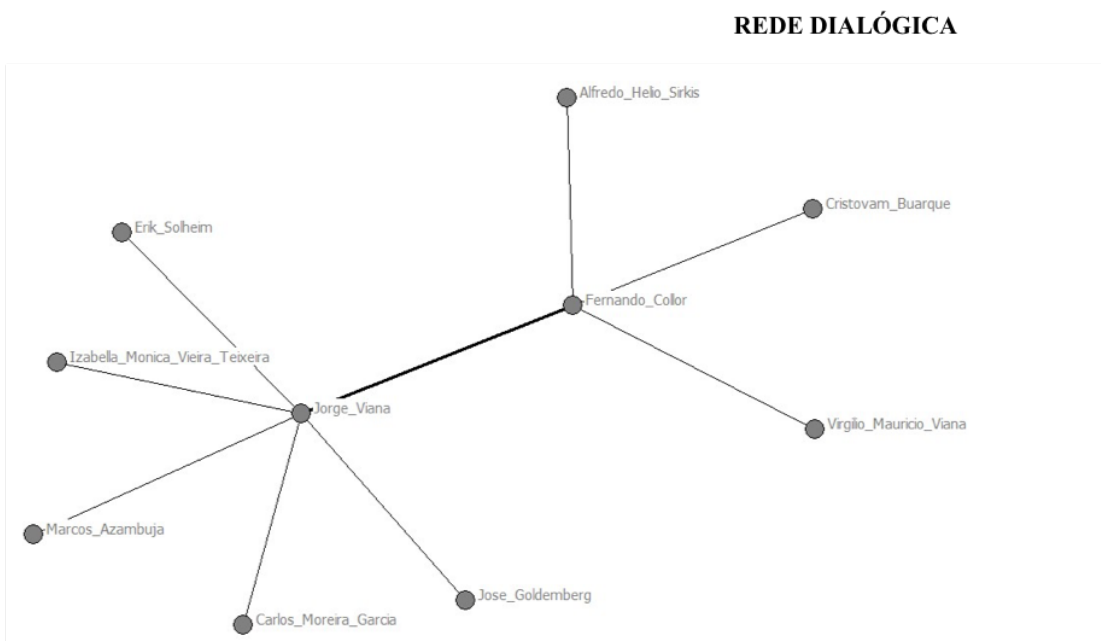 REDE DIALÓGICA
Alfredo_Helio_Sirkis
Cristovam_Buarque
Erik_Solheim
Fernando_Collor
Izabella_Monica_Vieira_Teixeira
Jorge_Viana
Virgilio_Mauricio_Viana
Marcos_Azambuja
Jose_Goldemberg
Carlos_Moreira_Garcia